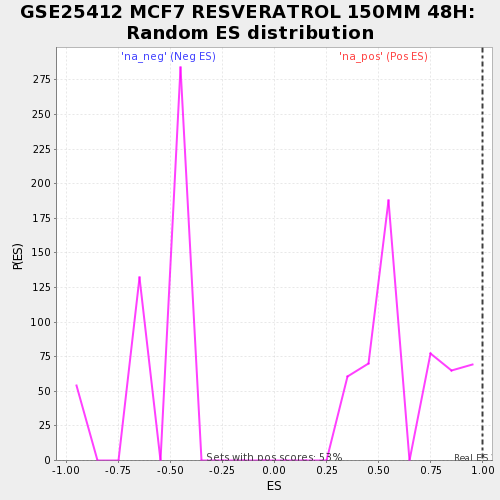 GSE25412 MCF7 RESVERATROL 150MM 48H:
Random ES distribution
'na_neg' (Neg ES) 'na_pos' (Pos ES)
275
250
225
200
175
150
125
100
75
50
25
0
P(ES)
Sets with pos scores: 53%
Real ES
-1.00 -0.75 -0.50 -0.25 0.00 0.25 0.50 0.75 1.00
ES